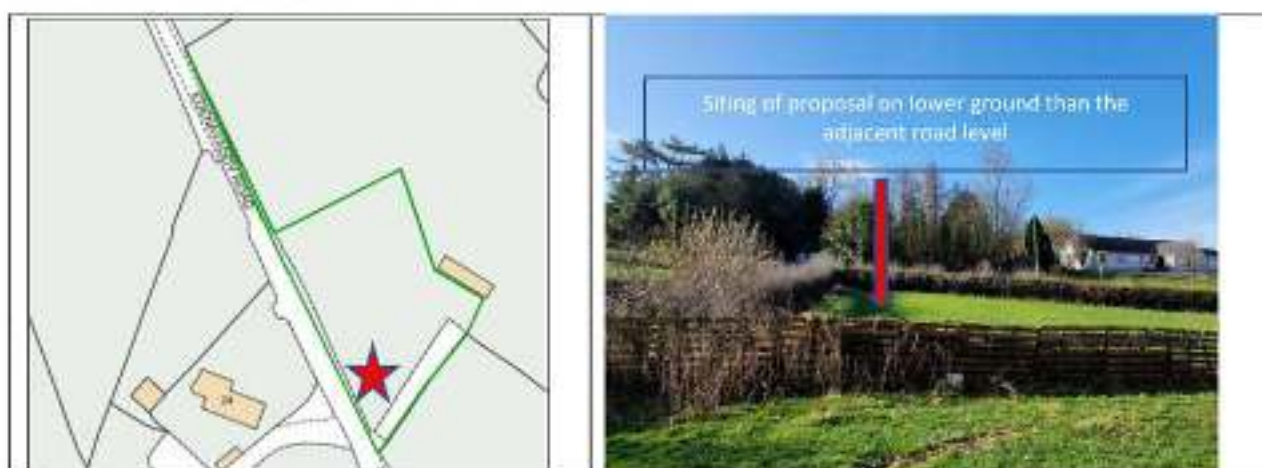 Siting of proposal on lower ground than the
adjacent road level